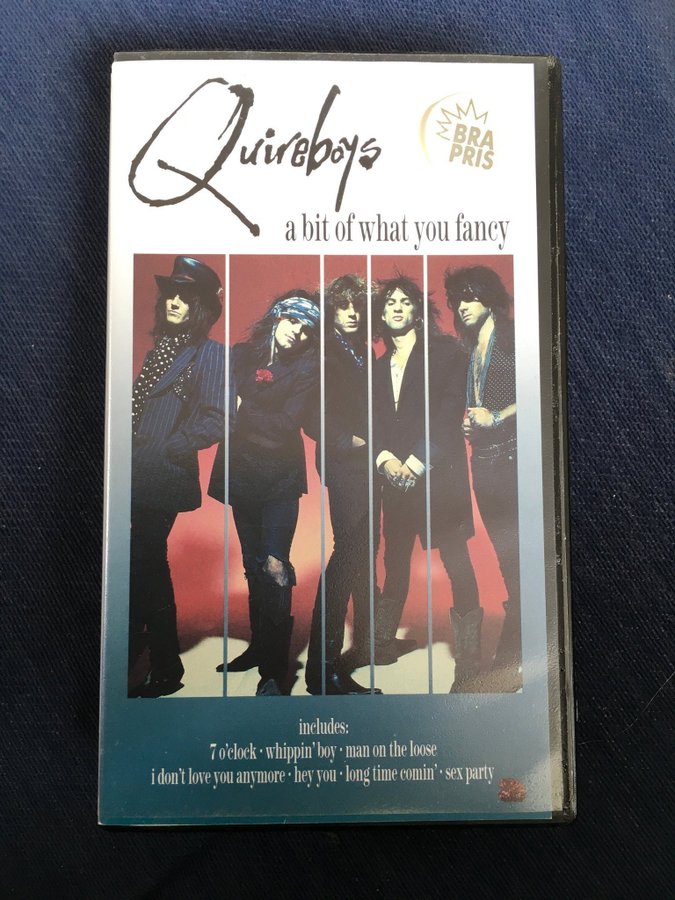 Quireboys
BRA
PRIS
a bit of what you fancy
includes:
7 o'clock · whippin' boy · man on the loose
i don't love you anymore · hey you · long time comin' · sex party